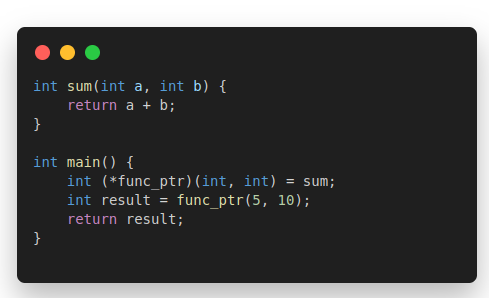 int sum(int a, int b) {
    return a + b;
}

int main() {
    int (*func_ptr)(int, int) = sum;
    int result = func_ptr(5, 10);
    return result;
}